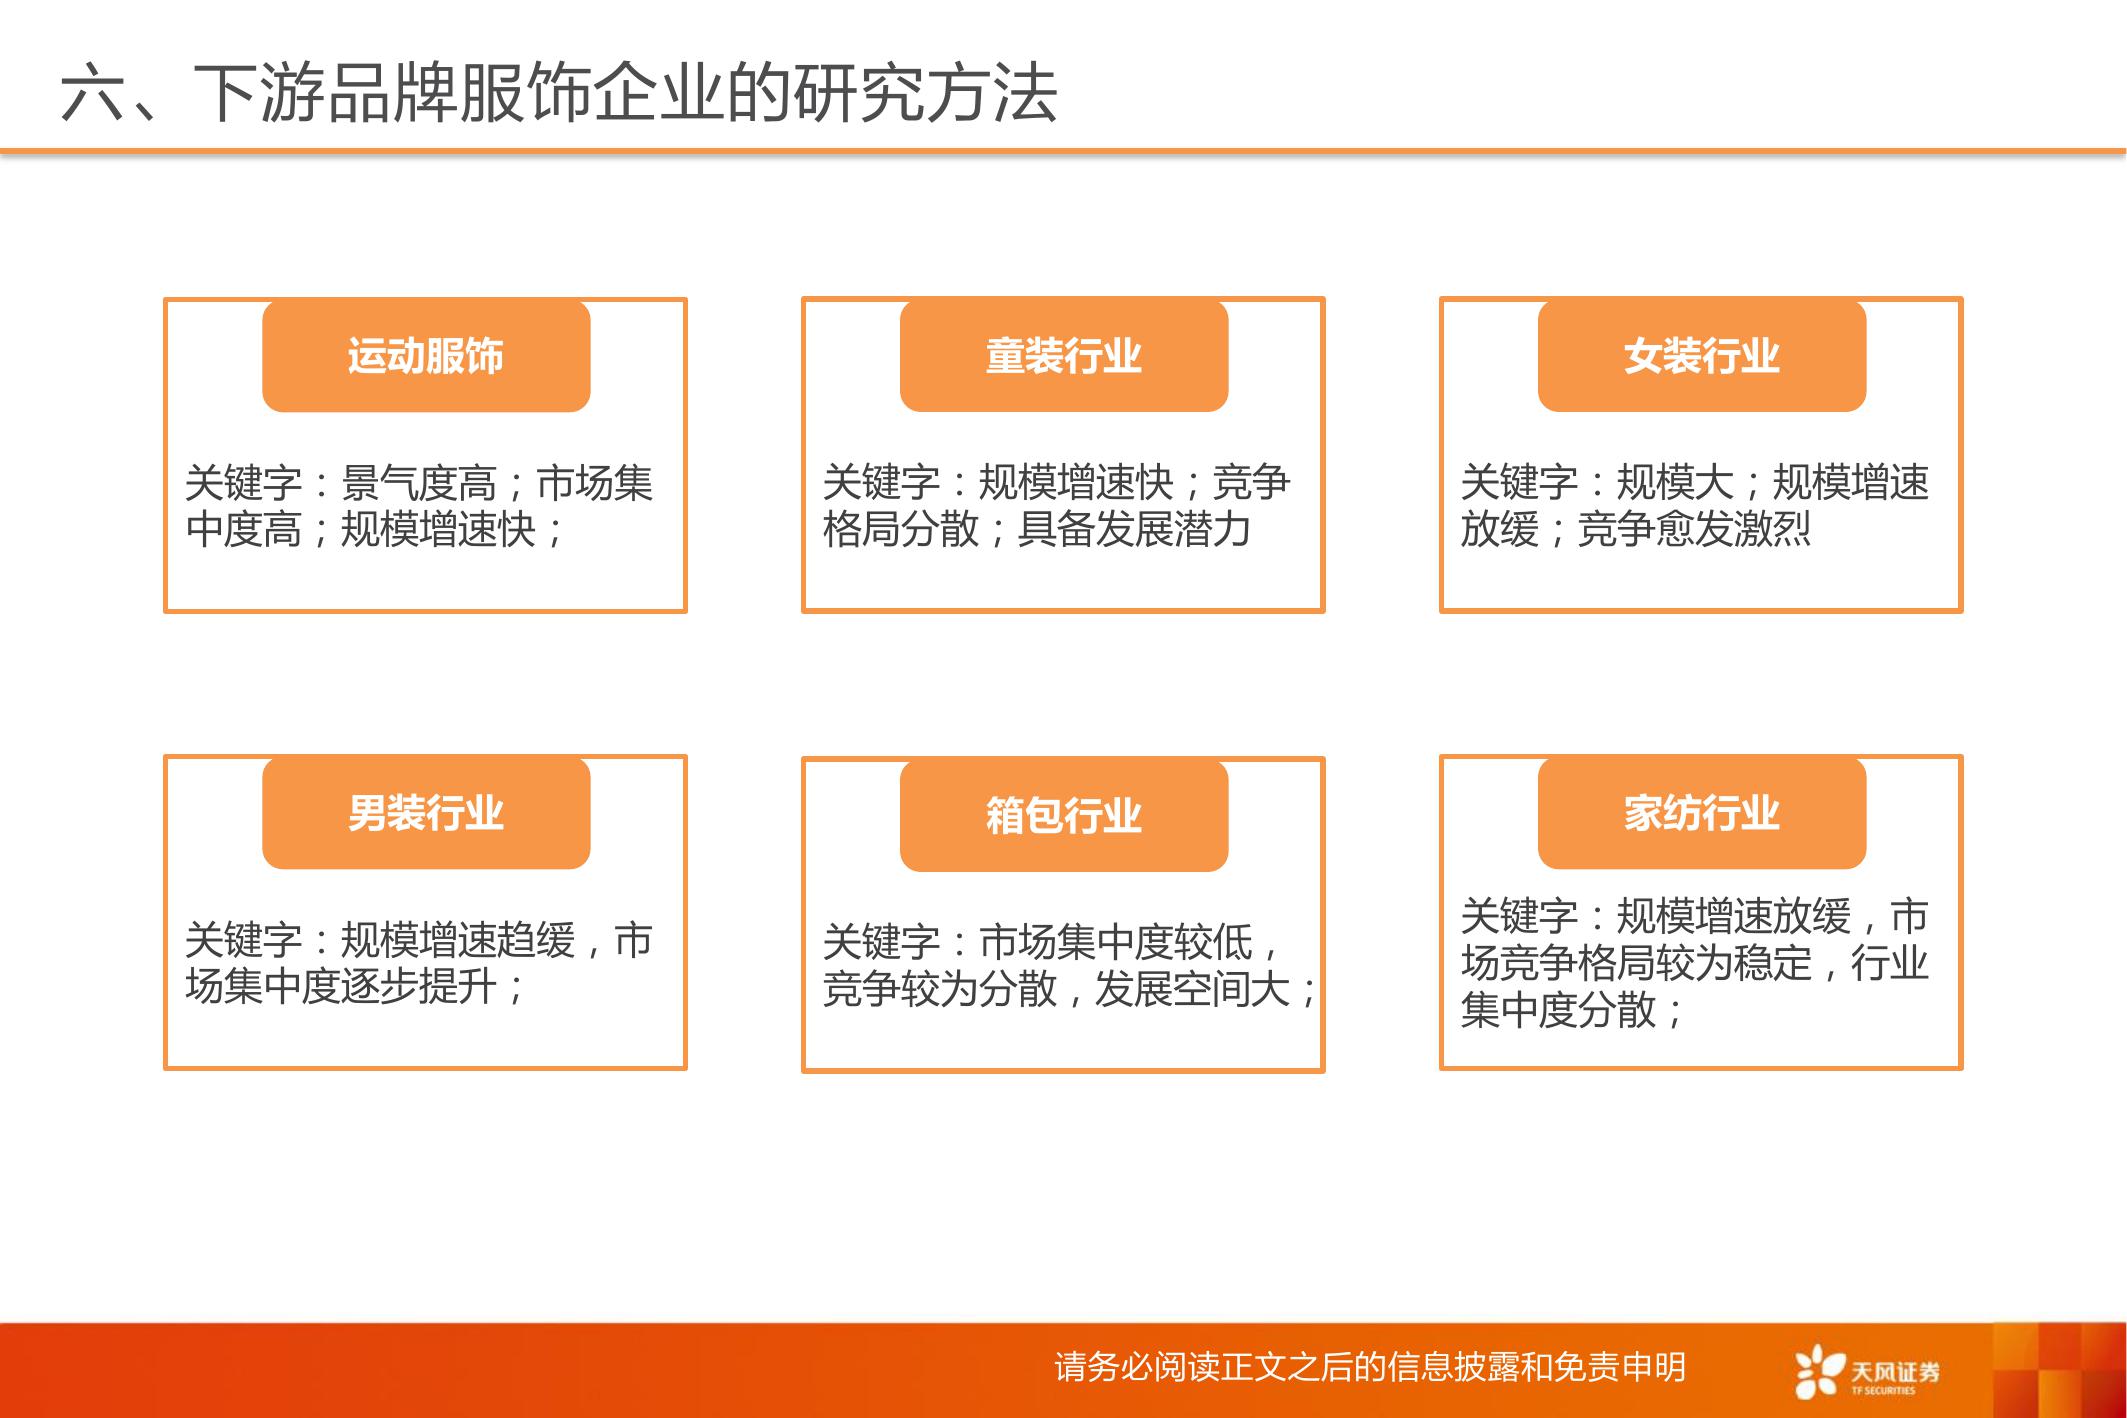 六、下游品牌服饰企业的研究方法
运动服饰
关键字：景气度高；市场集
中度高；规模增速快；
童装行业
关键字：规模增速快；竞争
格局分散；具备发展潜力
女装行业
关键字：规模大；规模增速
放缓；竞争愈发激烈
男装行业
关键字：规模增速趋缓，市
场集中度逐步提升；
箱包行业
关键字：市场集中度较低，
竞争较为分散，发展空间大；
家纺行业
关键字：规模增速放缓，市
场竞争格局较为稳定，行业
集中度分散；
请务必阅读正文之后的信息披露和免责申明
天风证券
TF SECURITIES